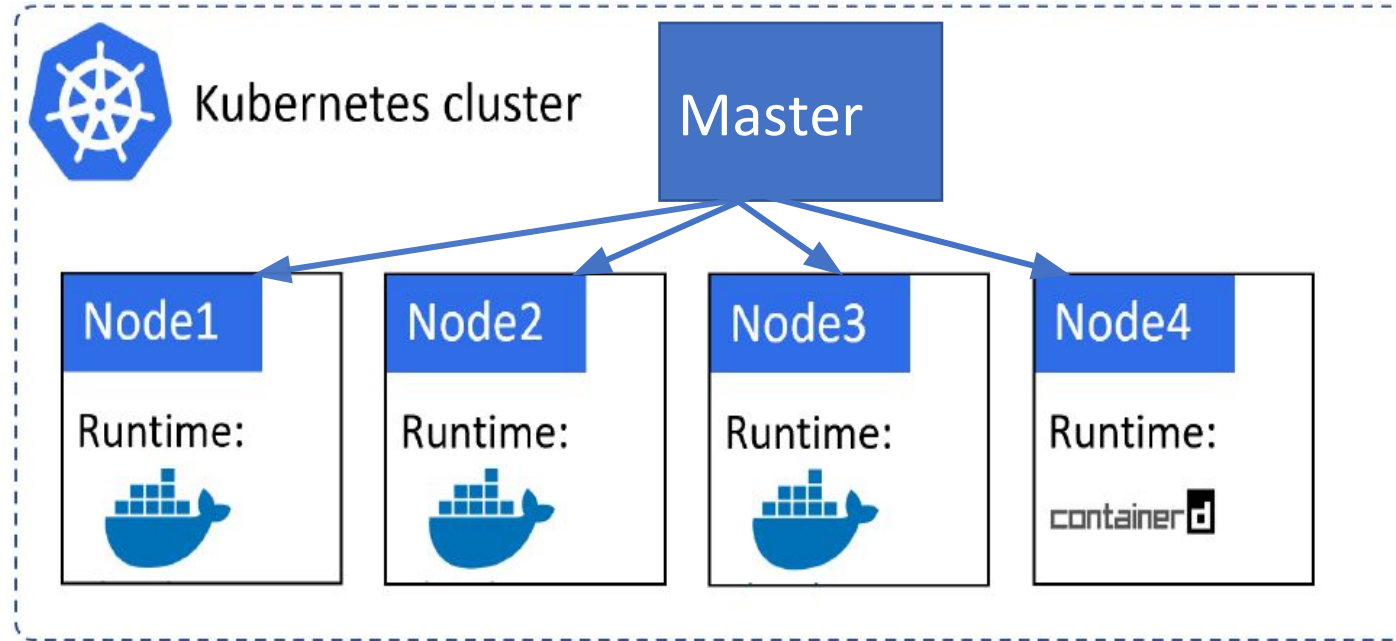 Kubernetes cluster
Master
Node1
Node2
Node3
Node4
Runtime:
Runtime:
Runtime:
Runtime:
containerd